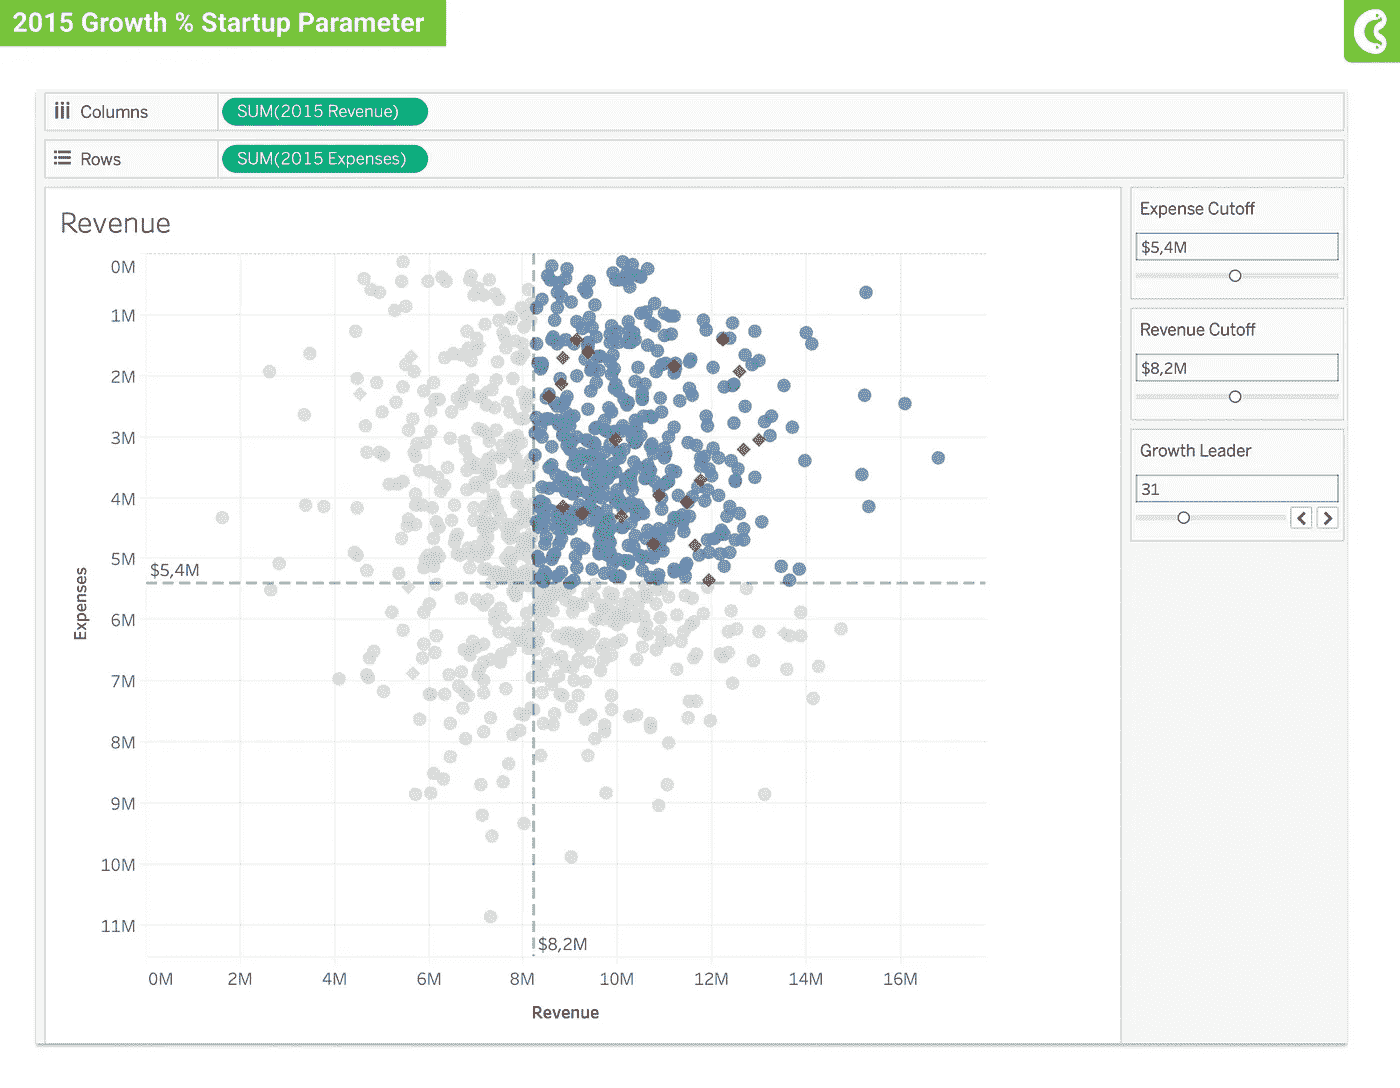 2015 Growth % Startup Parameter
Columns SUM(2015 Revenue)
Rows SUM(2015 Expenses)
Revenue
0M
1M
2M
3M
4M
5M
$5,4M
6M
7M
8M
9M
10M
11M
Expenses
$8,2M
0M 2M 4M 6M 8M 10M 12M 14M 16M
Revenue
Expense Cutoff
$5,4M
Revenue Cutoff
$8,2M
Growth Leader
31